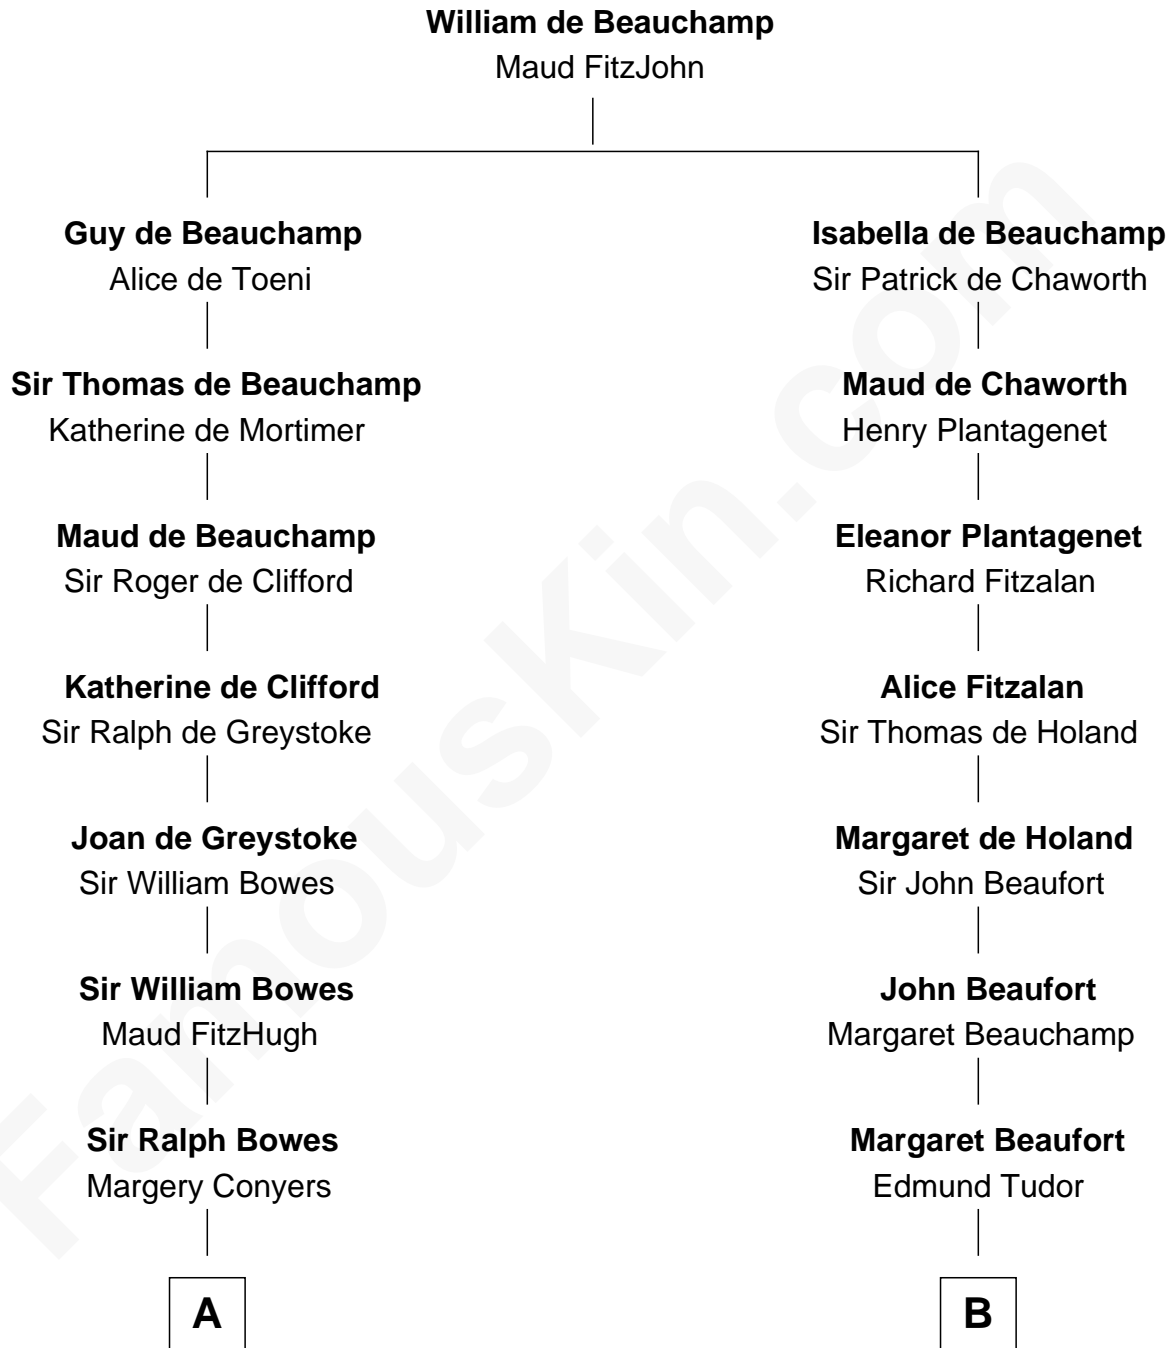 William de Beauchamp
Maud FitzJohn
Guy de Beauchamp
Alice de Toeni
Isabella de Beauchamp
Sir Patrick de Chaworth
Sir Thomas de Beauchamp
Katherine de Mortimer
Maud de Chaworth
Henry Plantagenet
Maud de Beauchamp
Sir Roger de Clifford
Eleanor Plantagenet
Richard Fitzalan
Katherine de Clifford
Sir Ralph de Greystoke
Alice Fitzalan
Sir Thomas de Holand
Joan de Greystoke
Sir William Bowes
Margaret de Holand
Sir John Beaufort
Sir William Bowes
Maud FitzHugh
John Beaufort
Margaret Beauchamp
Sir Ralph Bowes
Margery Conyers
Margaret Beaufort
Edmund Tudor
A
B
FamousKin.com